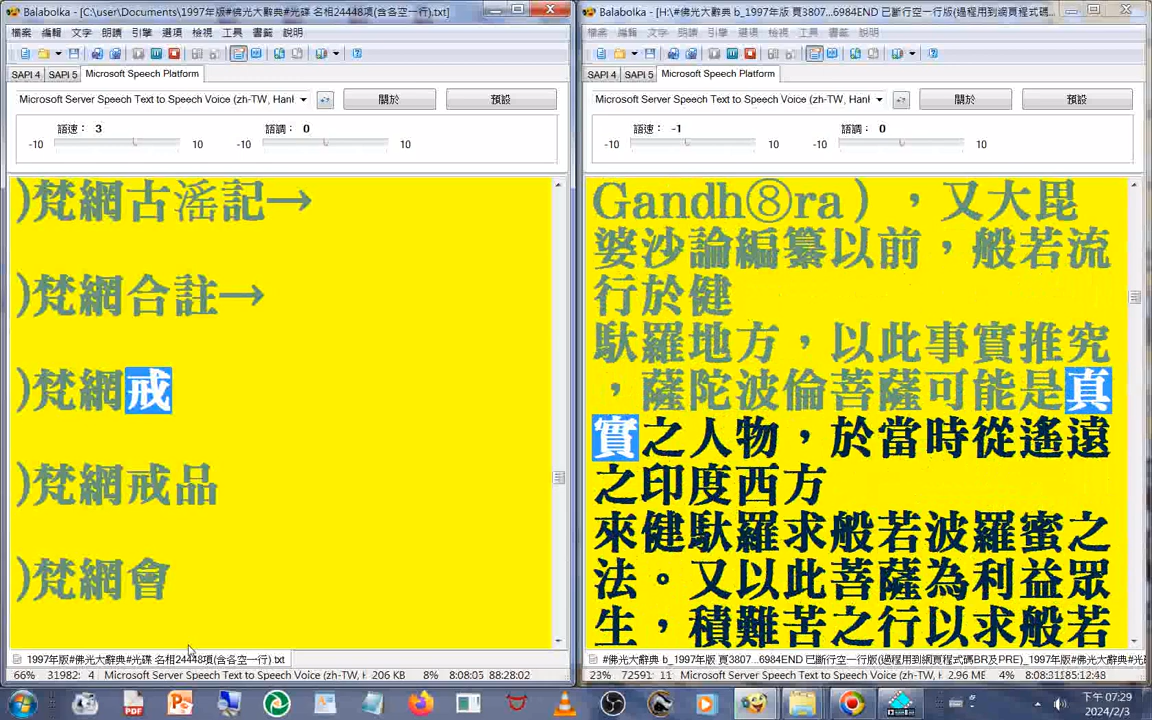 Balabolka - [C:\user\Documents\1997年版#佛光大辭典#光碟 名相24448項(含各空一行).txt]
檔案 編輯 文字 朗讀 引擎 選項 檢視 工具 書籤 說明
SAPI 4 SAPI 5 Microsoft Speech Platform
Microsoft Server Speech Text to Speech Voice (zh-TW, Hanl
關於
預設
語速： 3
語調： 0
-10 10 -10 10
)梵網古瑤記→
)梵網合註→
)梵網戒
)梵網戒品
)梵網會
1997年版#佛光大辭典#光碟 名相24448項(含各空一行).txt
66% 31982: 4 Microsoft Server Speech Text to Speech Voice (zh-TW, H 206 KB 8% 8:08:05 88:28:02
Balabolka - [H:\#佛光大辭典 b_1997年版 頁3807...6984END 已斷行空一行版(過程用到網頁程式碼...
檔案 編輯 文字 朗讀 引擎 選項 檢視 工具 書籤 說明
SAPI 4 SAPI 5 Microsoft Speech Platform
Microsoft Server Speech Text to Speech Voice (zh-TW, Hanl
關於
預設
語速： -1
語調： 0
-10 10 -10 10
Gandh⑧ra），又大毘
婆沙論編纂以前，般若流
行於健
馱羅地方，以此事實推究
，薩陀波倫菩薩可能是真
實之人物，於當時從遙遠
之印度西方
來健馱羅求般若波羅蜜之
法。又以此菩薩為利益眾
生，積難苦之行以求般若
#佛光大辭典 b_1997年版 頁3807...6984END 已斷行空一行版(過程用到網頁程式碼BR及PRE)_1997年版#光
23% 72591: 11 Microsoft Server Speech Text to Speech Voice (zh-TW, H 2.96 ME 4%
下午 07:29
2024/2/3